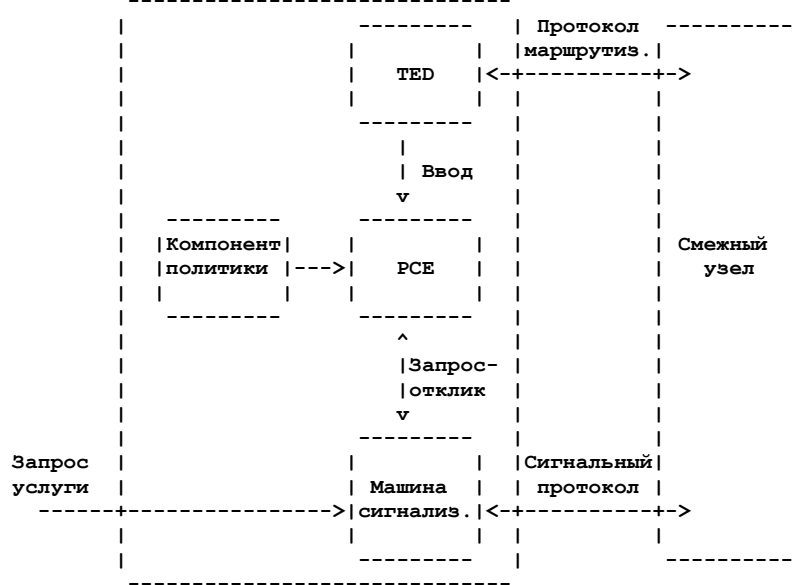 Протокол
маршрутиз.
TED
Ввод
Компонент
политики
PCE
Смежный
узел
Запрос-
отклик
Запрос
услуги
Машина
сигнализ.
Сигнальный
протокол